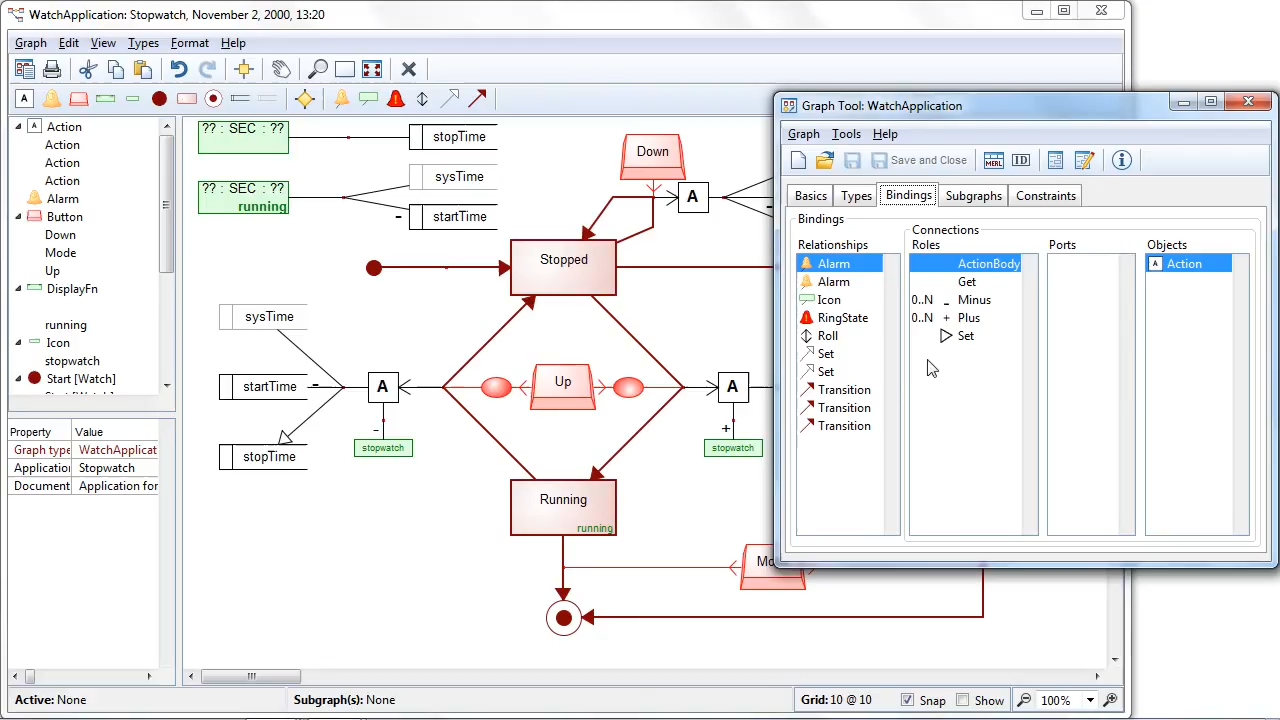 WatchApplication: Stopwatch, November 2, 2000, 13:20
Graph Edit View Types Format Help
A
Action
Action
Action
Action
Alarm
Button
Down
Mode
Up
DisplayFn
running
Icon
stopwatch
Start [Watch]
Property Value
Graph type WatchApplicat
Application Stopwatch
Document Application for
?? : SEC : ??
stopTime
?? : SEC : ??
running
sysTime
startTime
Down
A
Stopped
sysTime
startTime
stopTime
A
stopwatch
Up
A
stopwatch
Running
running
Graph Tool: WatchApplication
Graph Tools Help
Save and Close
MERL
ID
Basics Types Bindings Subgraphs Constraints
Bindings
Connections
Relationships Roles Ports Objects
Alarm ActionBody A Action
Alarm Get
Icon 0..N - Minus
RingState 0..N + Plus
Roll Set
Set
Set
Transition
Transition
Transition
Active: None Subgraph(s): None Grid: 10 @ 10 Snap Show 100%